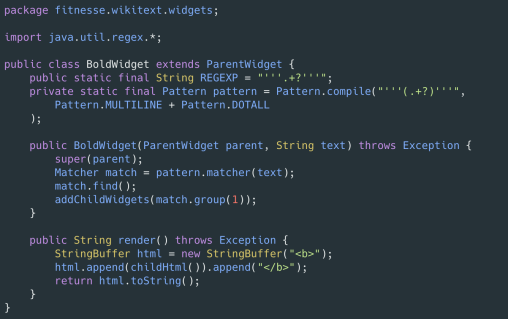 package fitnesse.wikitext.widgets;

import java.util.regex.*;

public class BoldWidget extends ParentWidget {
    public static final String REGEXP = "'''.+?'''";
    private static final Pattern pattern = Pattern.compile("'''(.+?)'''",
        Pattern.MULTILINE + Pattern.DOTALL
    );

    public BoldWidget(ParentWidget parent, String text) throws Exception {
        super(parent);
        Matcher match = pattern.matcher(text);
        match.find();
        addChildWidgets(match.group(1));
    }

    public String render() throws Exception {
        StringBuffer html = new StringBuffer("<b>");
        html.append(childHtml()).append("</b>");
        return html.toString();
    }
}